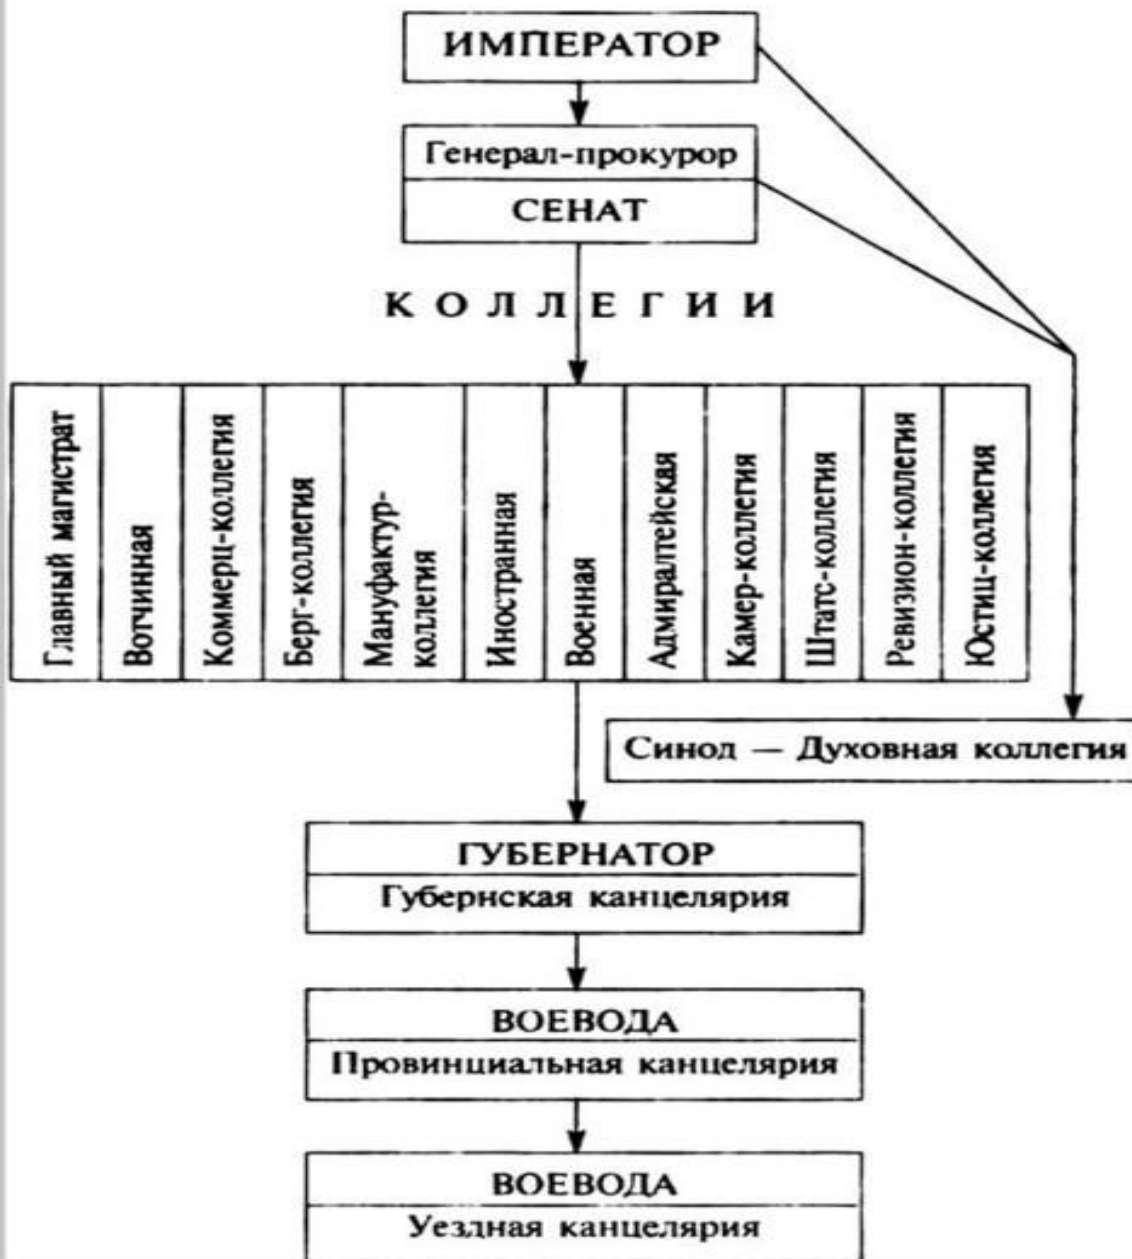 ИМПЕРАТОР
Генерал-прокурор
СЕНАТ
КОЛЛЕГИИ
Главный магистрат
Вотчинная
Коммерц-коллегия
Берг-коллегия
Мануфактур-
коллегия
Иностранная
Военная
Адмиралтейская
Камер-коллегия
Штатс-коллегия
Ревизион-коллегия
Юстиц-коллегия
Синод — Духовная коллегия
ГУБЕРНАТОР
Губернская канцелярия
ВОЕВОДА
Провинциальная канцелярия
ВОЕВОДА
Уездная канцелярия